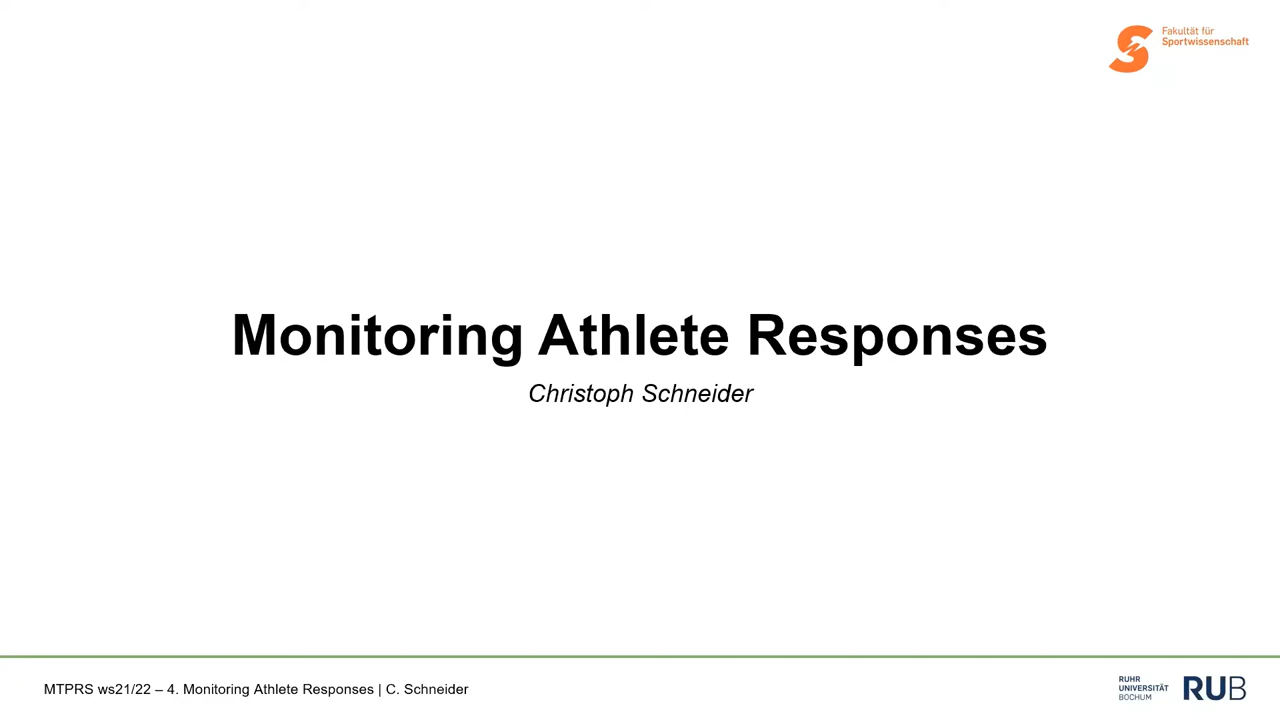 Fakultät für
Sportwissenschaft
Monitoring Athlete Responses
Christoph Schneider
MTPRS ws21/22 – 4. Monitoring Athlete Responses | C. Schneider
RUHR
UNIVERSITÄT
BOCHUM
RUB